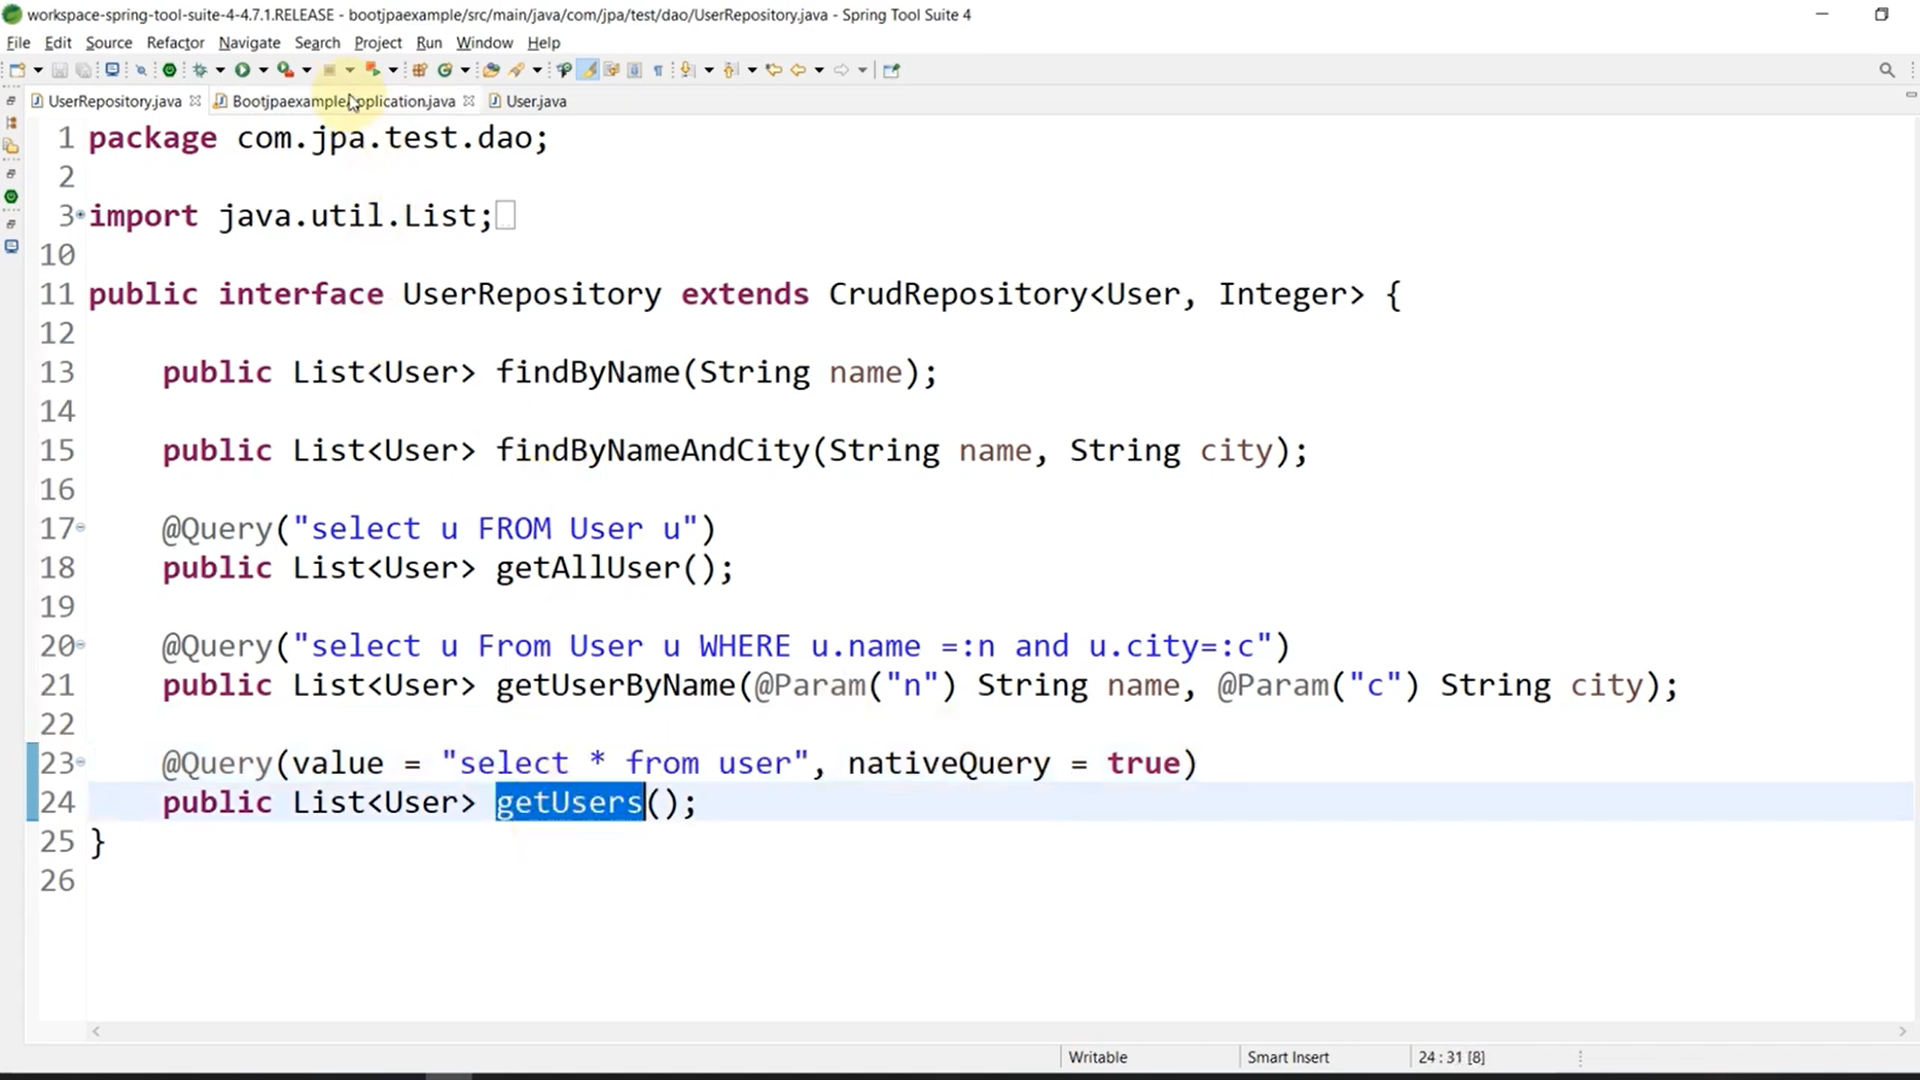 workspace-spring-tool-suite-4-4.7.1.RELEASE - bootjpaexample/src/main/java/com/jpa/test/dao/UserRepository.java - Spring Tool Suite 4
File Edit Source Refactor Navigate Search Project Run Window Help
UserRepository.java BootjpaexampleApplication.java User.java
1 package com.jpa.test.dao;
2
3 import java.util.List;
10
11 public interface UserRepository extends CrudRepository<User, Integer> {
12
13 public List<User> findByName(String name);
14
15 public List<User> findByNameAndCity(String name, String city);
16
17 @Query("select u FROM User u")
18 public List<User> getAllUser();
19
20 @Query("select u From User u WHERE u.name =:n and u.city=:c")
21 public List<User> getUserByName(@Param("n") String name, @Param("c") String city);
22
23 @Query(value = "select * from user", nativeQuery = true)
24 public List<User> getUsers();
25 }
26
Writable Smart Insert 24 : 31 [8]